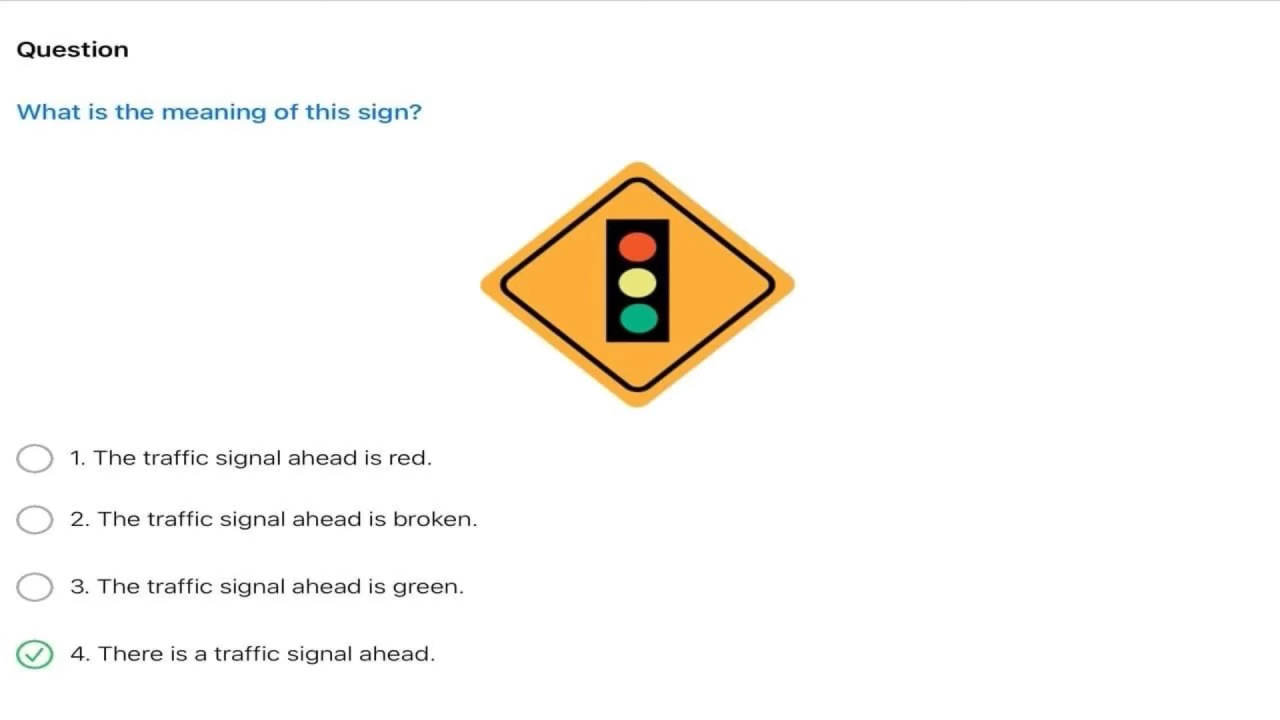 Question
What is the meaning of this sign?
1. The traffic signal ahead is red.
2. The traffic signal ahead is broken.
3. The traffic signal ahead is green.
4. There is a traffic signal ahead.